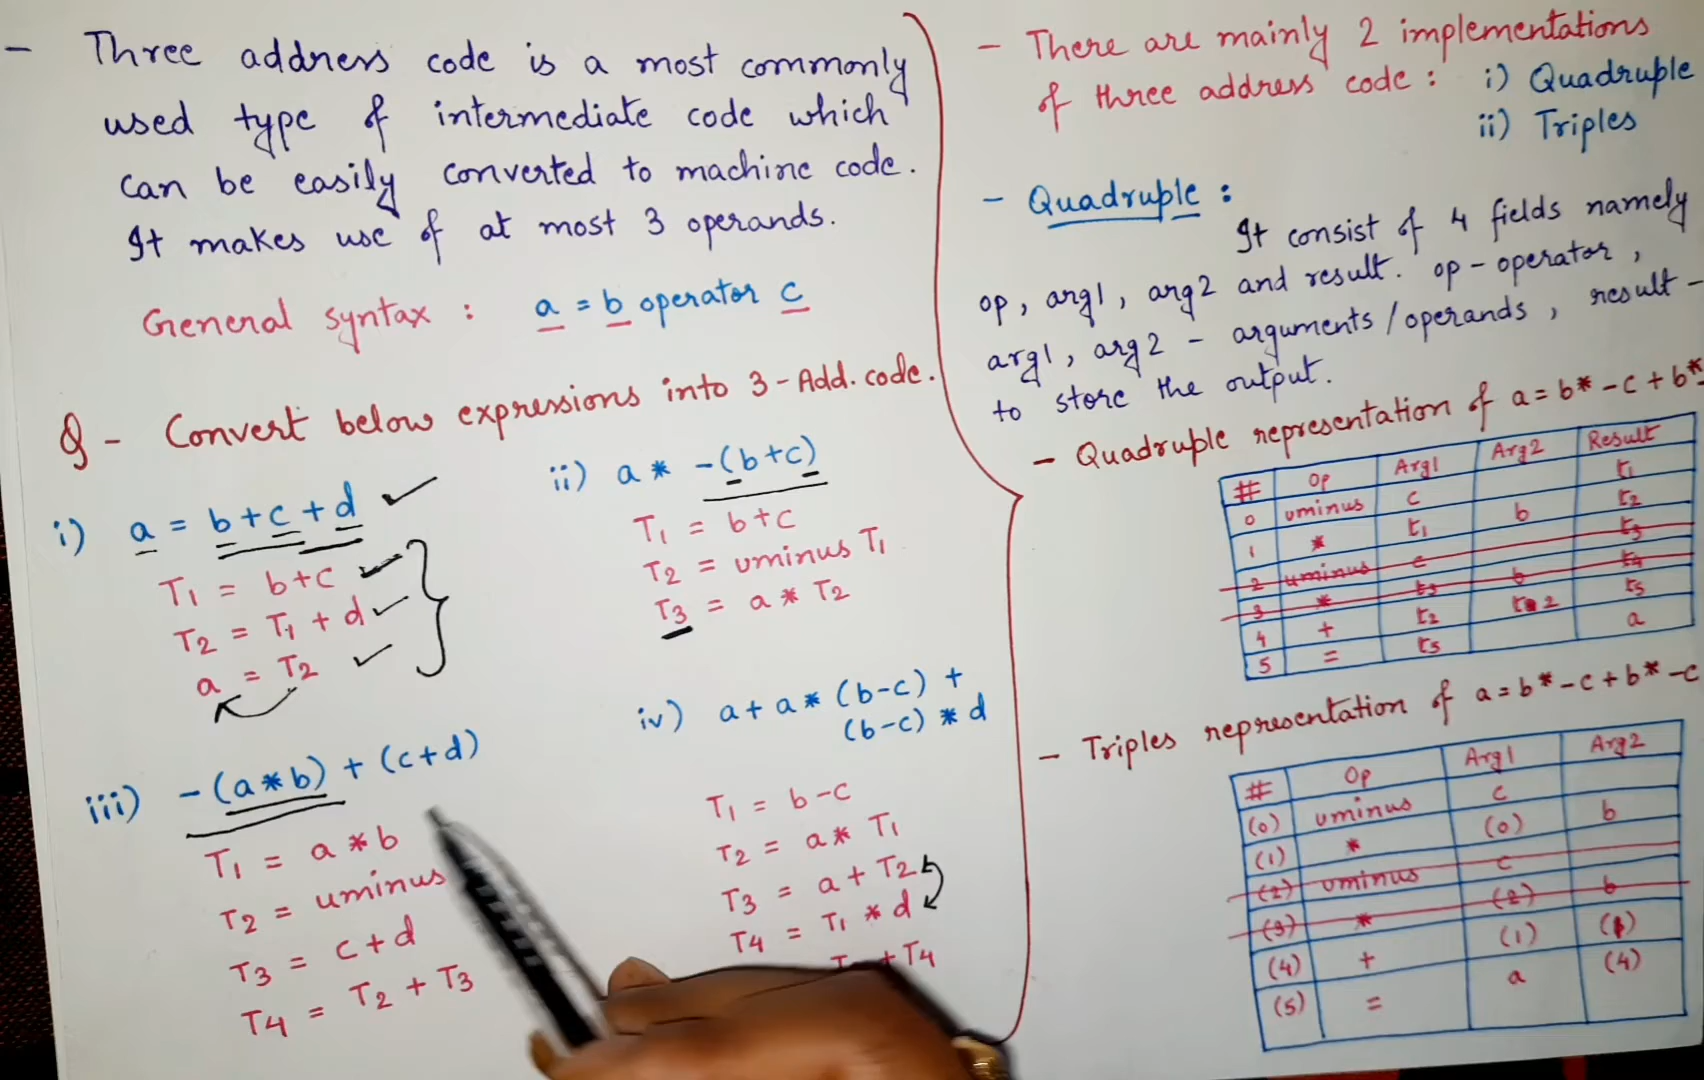 - Three address code is a most commonly
used type of intermediate code which
can be easily converted to machine code.
It makes use of at most 3 operands.
General syntax : a = b operator c
Q - Convert below expressions into 3-Add. code.
i) a = b+c+d
T1 = b+c
T2 = T1 + d
a = T2
ii) a * -(b+c)
T1 = b+c
T2 = uminus T1
T3 = a * T2
iii) -(a*b) + (c+d)
T1 = a*b
T2 = uminus
T3 = c+d
T4 = T2 + T3
iv) a+a*(b-c) +
(b-c)*d
T1 = b-c
T2 = a* T1
T3 = a+T2
T4 = T1 *d
+T4
- There are mainly 2 implementations
of three address code : i) Quadruple
ii) Triples
- Quadruple :
It consist of 4 fields namely
op, arg1, arg2 and result. op-operator,
arg1, arg2 - arguments/operands, result-
to store the output.
- Quadruple representation of a=b*-c+b*-
# Op Arg1 Arg2 Result
0 uminus c t1
1 * t1 b t2
2 uminus c t3
3 * t3 b t4
4 + t2 t2 t5
5 = t5 a
- Triples representation of a=b*-c+b*-c
# Op Arg1 Arg2
(0) uminus c
(1) * (0) b
(2) uminus c
(3) * (2) b
(4) + (1) (1)
(5) = a (4)